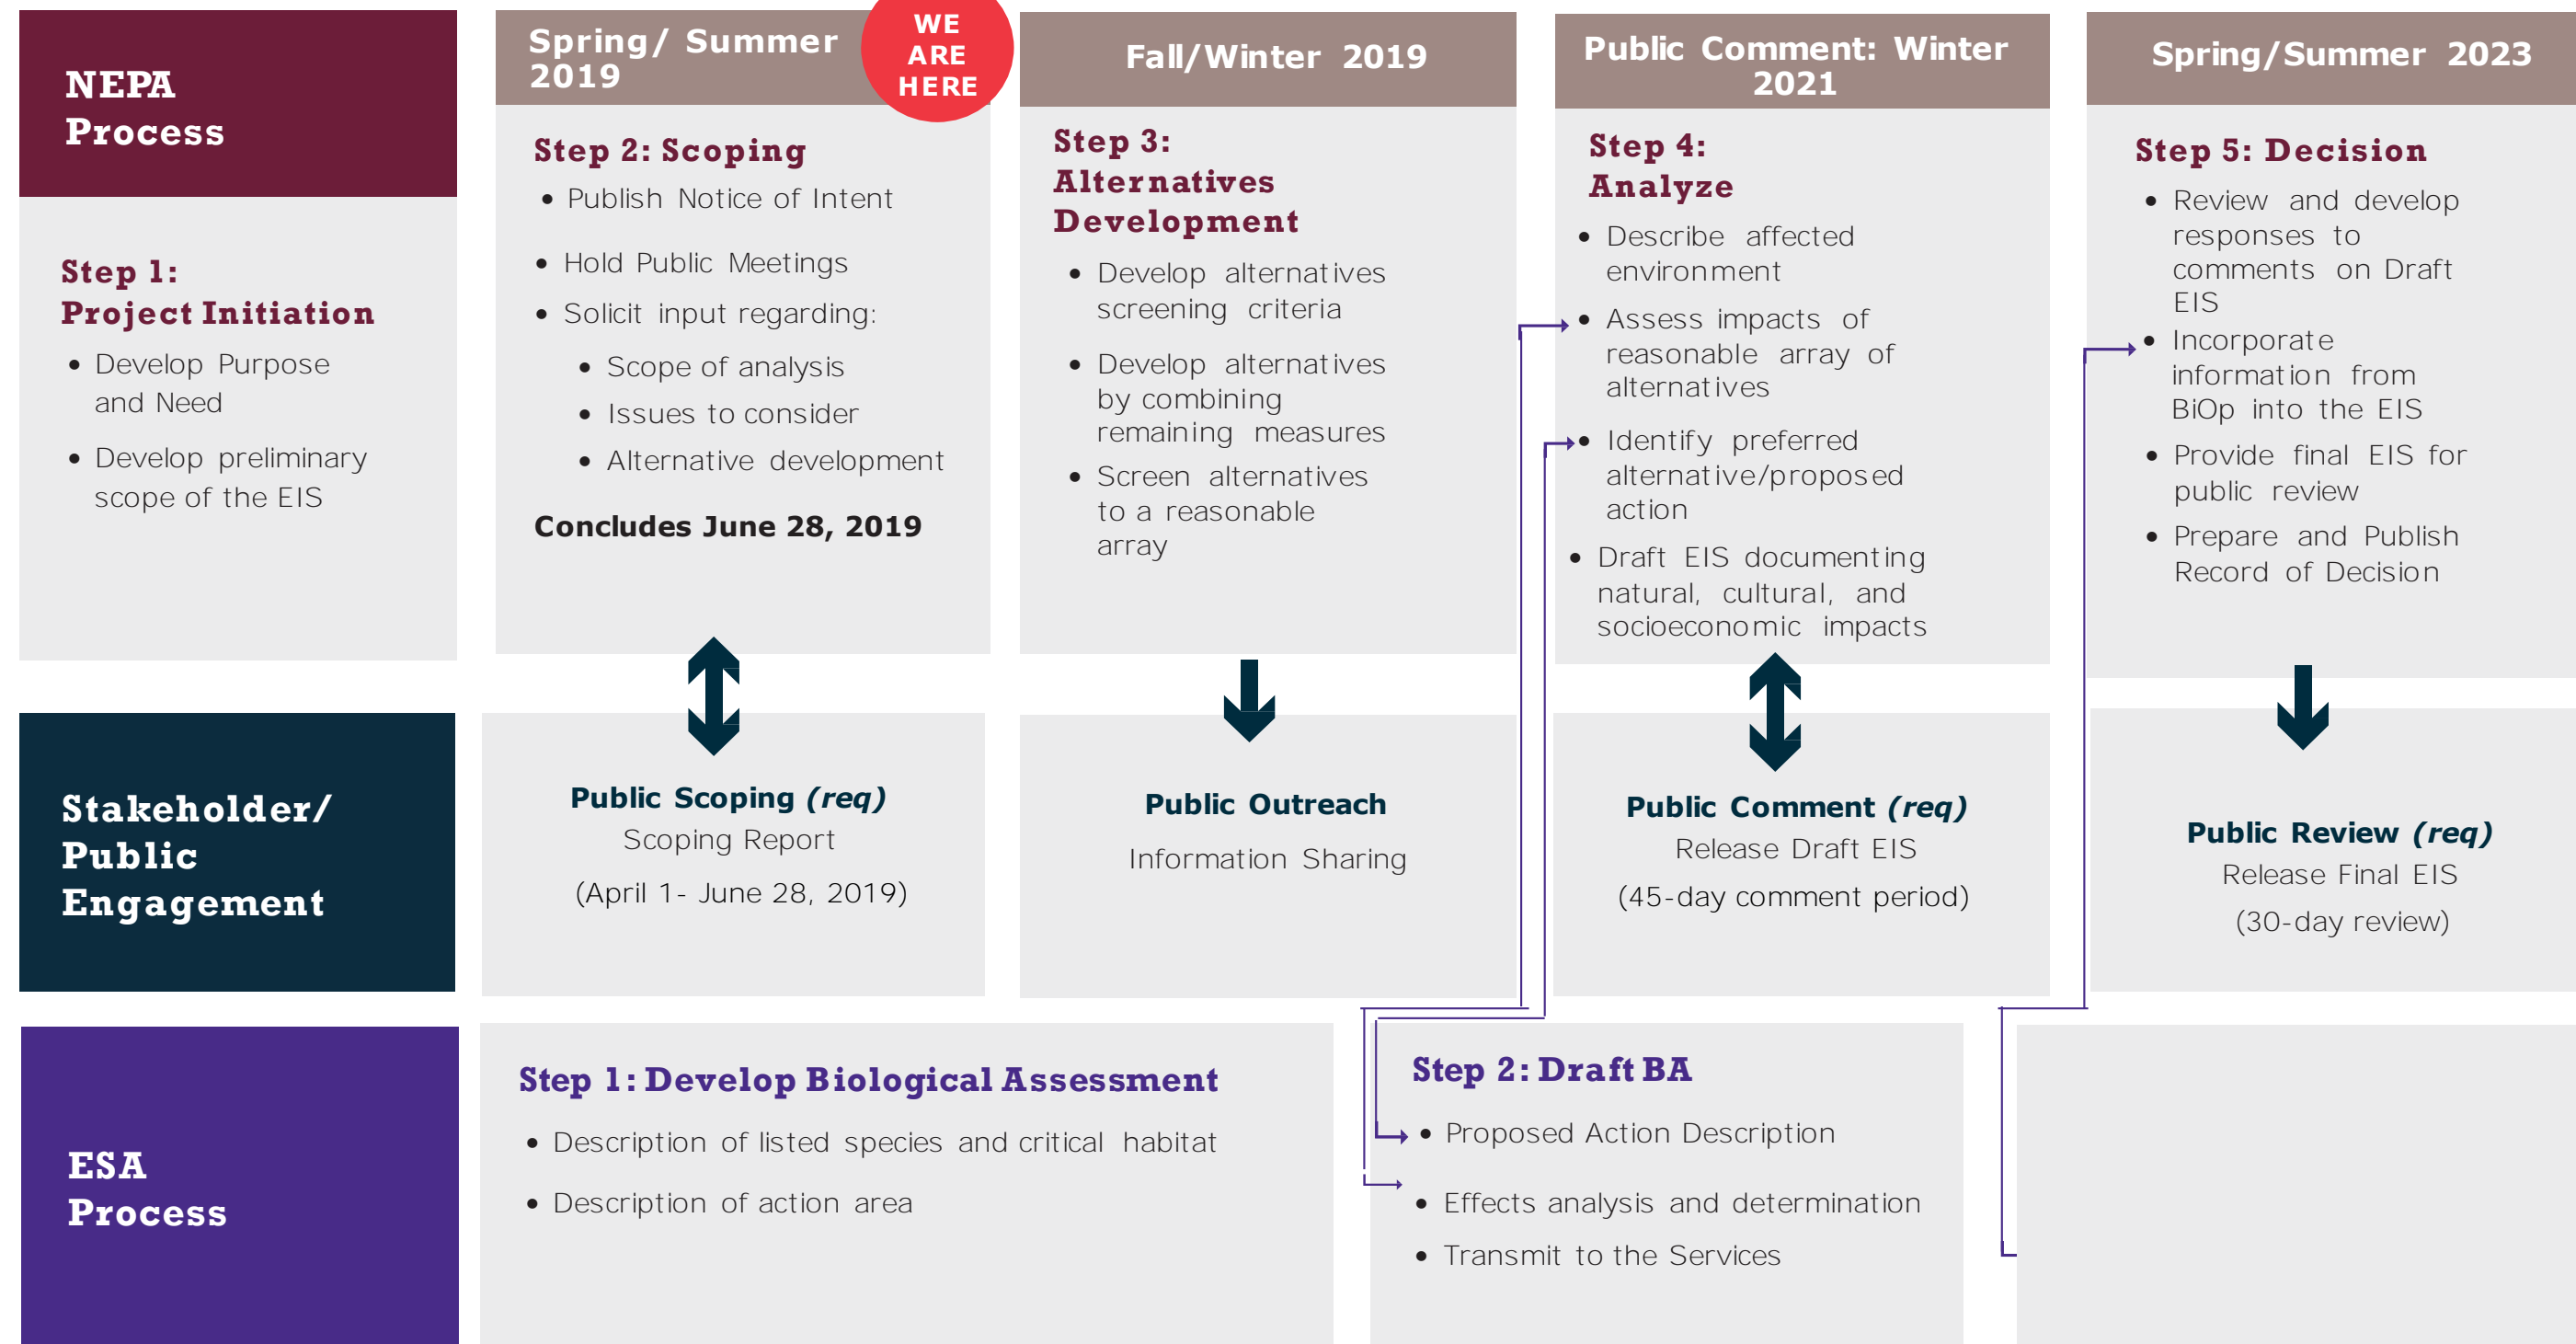 NEPA
Process
Step 1:
Project Initiation
• Develop Purpose
and Need
• Develop preliminary
scope of the EIS
Spring/ Summer
2019
WE
ARE
HERE
Step 2: Scoping
• Publish Notice of Intent
• Hold Public Meetings
• Solicit input regarding:
• Scope of analysis
• Issues to consider
• Alternative development
Concludes June 28, 2019
Fall/Winter 2019
Step 3:
Alternatives
Development
• Develop alternatives
screening criteria
• Develop alternatives
by combining
remaining measures
• Screen alternatives
to a reasonable
array
Public Comment: Winter
2021
Step 4:
Analyze
• Describe affected
environment
• Assess impacts of
reasonable array of
alternatives
• Identify preferred
alternative/proposed
action
• Draft EIS documenting
natural, cultural, and
socioeconomic impacts
Spring/Summer 2023
Step 5: Decision
• Review and develop
responses to
comments on Draft
EIS
• Incorporate
information from
BiOp into the EIS
• Provide final EIS for
public review
• Prepare and Publish
Record of Decision
Stakeholder/
Public
Engagement
Public Scoping (req)
Scoping Report
(April 1- June 28, 2019)
Public Outreach
Information Sharing
Public Comment (req)
Release Draft EIS
(45-day comment period)
Public Review (req)
Release Final EIS
(30-day review)
ESA
Process
Step 1: Develop Biological Assessment
• Description of listed species and critical habitat
• Description of action area
Step 2: Draft BA
• Proposed Action Description
• Effects analysis and determination
• Transmit to the Services